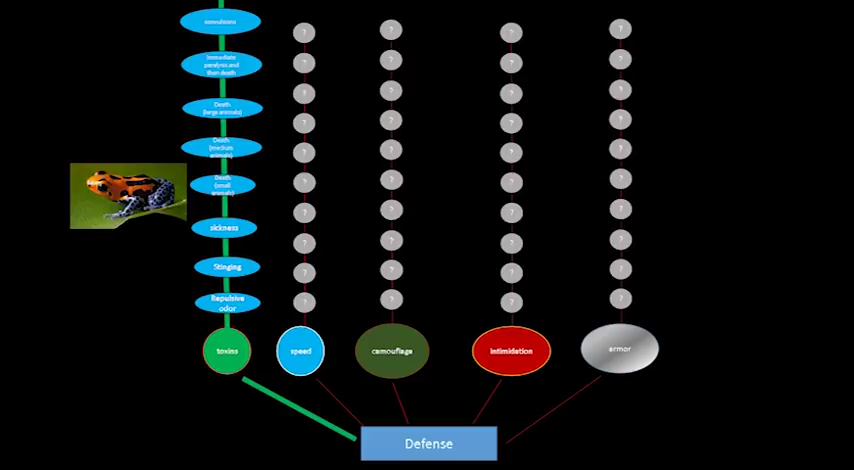 convulsions
Immediate
paralysis and
then death
Death
(large animals)
Death
(medium
animals)
Death
(small
animals)
sickness
Stinging
Repulsive
odor
? ? ? ?
? ? ? ?
? ? ? ?
? ? ? ?
? ? ? ?
? ? ? ?
? ? ? ?
? ? ? ?
? ? ? ?
? ? ? ?
toxins speed camouflage intimidation armor
Defense